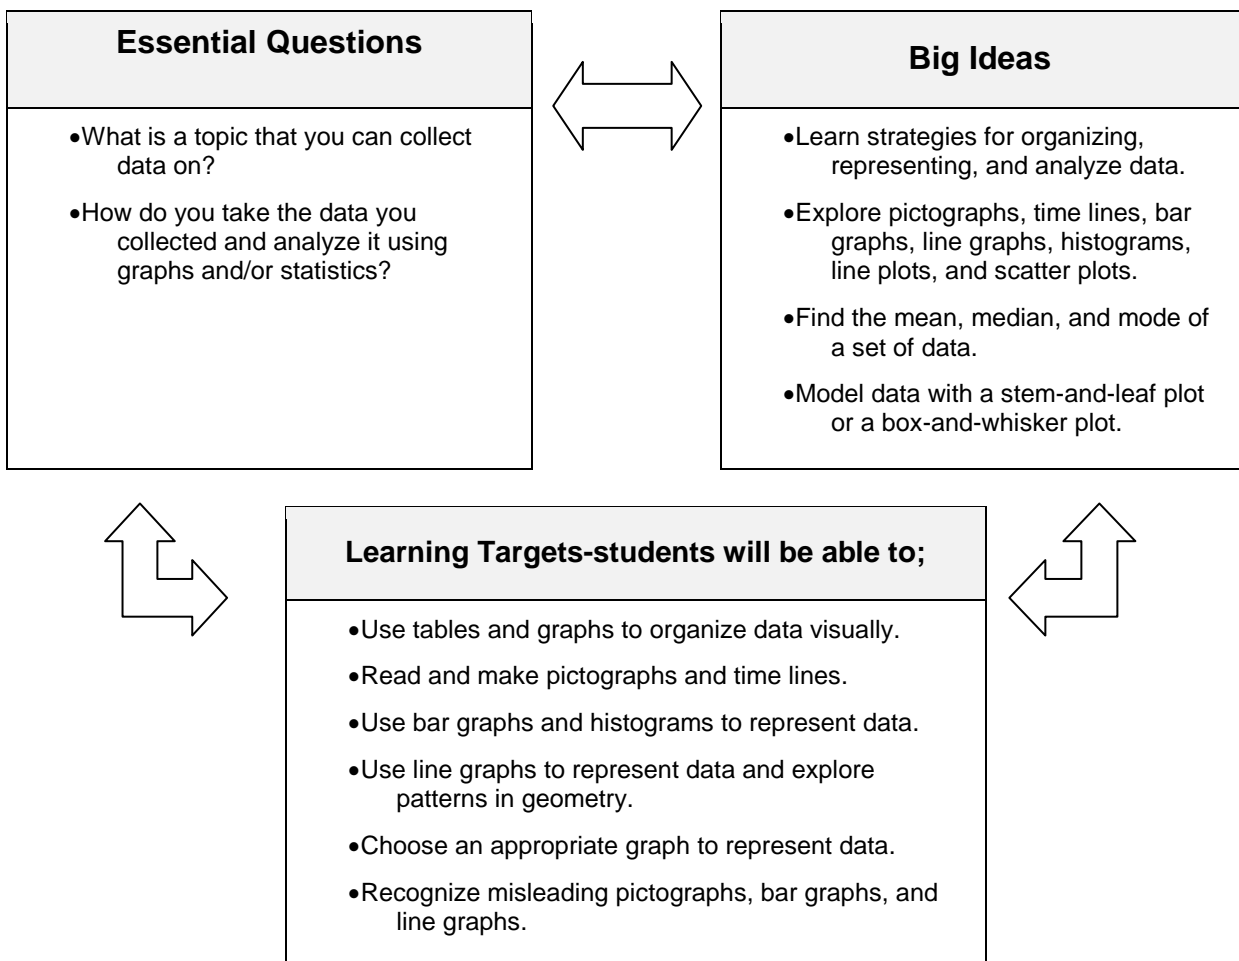 Essential Questions
•What is a topic that you can collect
data on?
•How do you take the data you
collected and analyze it using
graphs and/or statistics?
Big Ideas
•Learn strategies for organizing,
representing, and analyze data.
•Explore pictographs, time lines, bar
graphs, line graphs, histograms,
line plots, and scatter plots.
•Find the mean, median, and mode of
a set of data.
•Model data with a stem-and-leaf plot
or a box-and-whisker plot.
Learning Targets-students will be able to;
•Use tables and graphs to organize data visually.
•Read and make pictographs and time lines.
•Use bar graphs and histograms to represent data.
•Use line graphs to represent data and explore
patterns in geometry.
•Choose an appropriate graph to represent data.
•Recognize misleading pictographs, bar graphs, and
line graphs.